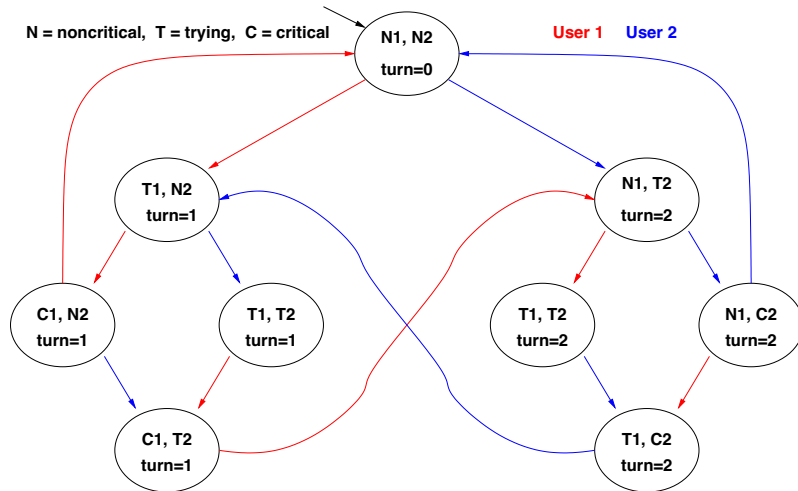 N = noncritical, T = trying, C = critical
N1, N2
turn=0
User 1 User 2
T1, N2
turn=1
N1, T2
turn=2
C1, N2
turn=1
T1, T2
turn=1
T1, T2
turn=2
N1, C2
turn=2
C1, T2
turn=1
T1, C2
turn=2